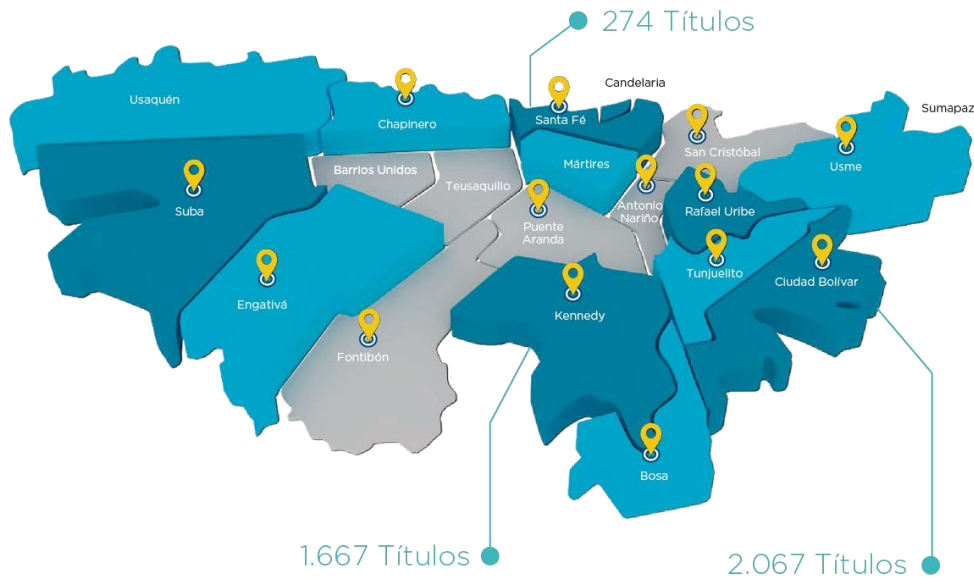 274 Títulos
Candelaria
Usaquén
Sumapaz
Chapinero
Santa Fé
San Cristóbal
Barrios Unidos
Mártires
Usme
Teusaquillo
Suba
Antonio
Nariño
Rafael Uribe
Puente
Aranda
Tunjuelito
Ciudad Bolívar
Engativá
Kennedy
Fontibón
Bosa
1.667 Títulos
2.067 Títulos